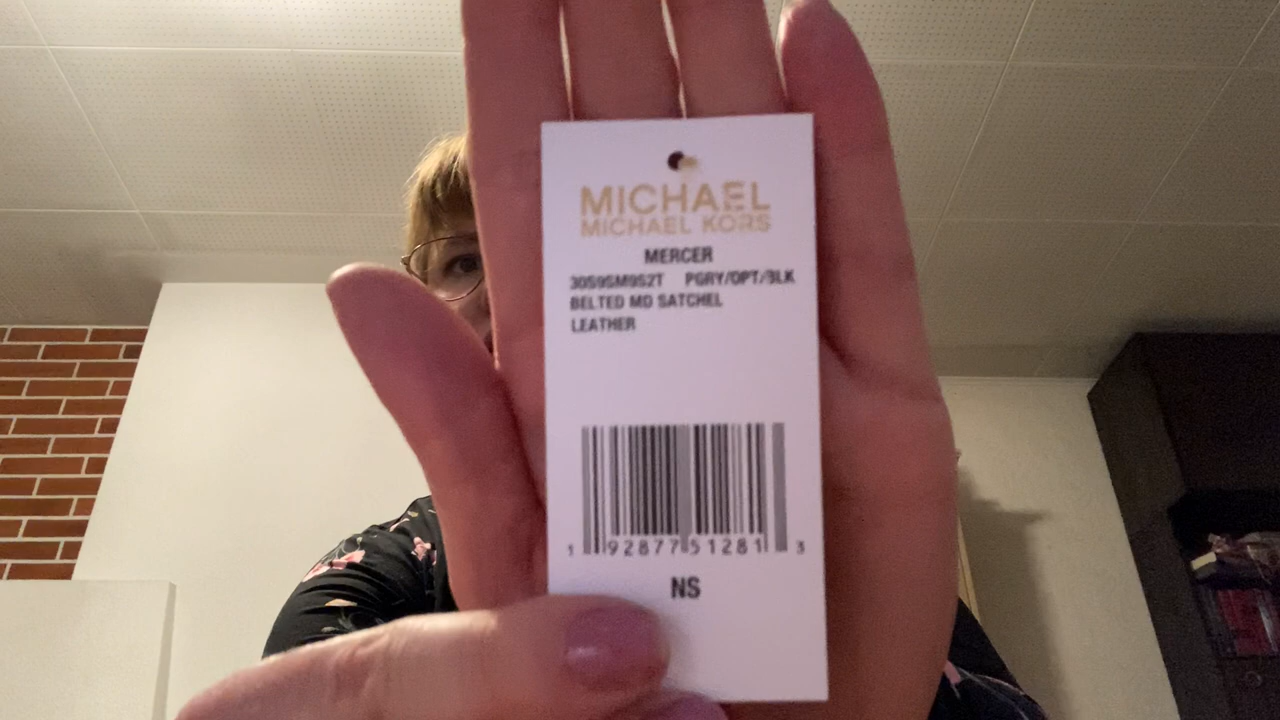 MICHAEL
MICHAEL KORS
MERCER
30S9SM9S2T PGRY/OPT/BLK
BELTED MD SATCHEL
LEATHER
1 92877 51281 3
NS